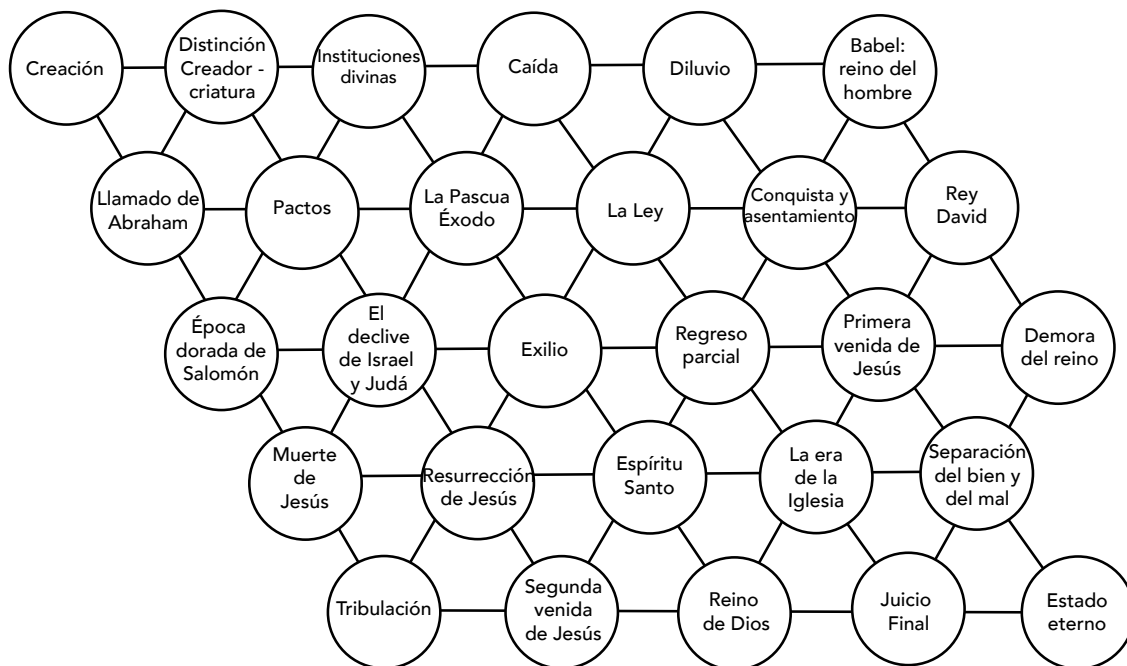 Creación
Distinción
Creador -
criatura
Instituciones
divinas
Caída
Diluvio
Babel:
reino del
hombre
Llamado de
Abraham
Pactos
La Pascua
Éxodo
La Ley
Conquista y
asentamiento
Rey
David
Época
dorada de
Salomón
El
declive
de Israel
y Judá
Exilio
Regreso
parcial
Primera
venida de
Jesús
Demora
del reino
Muerte
de
Jesús
Resurrección
de Jesús
Espíritu
Santo
La era
de la
Iglesia
Separación
del bien y
del mal
Tribulación
Segunda
venida
de Jesús
Reino
de Dios
Juicio
Final
Estado
eterno